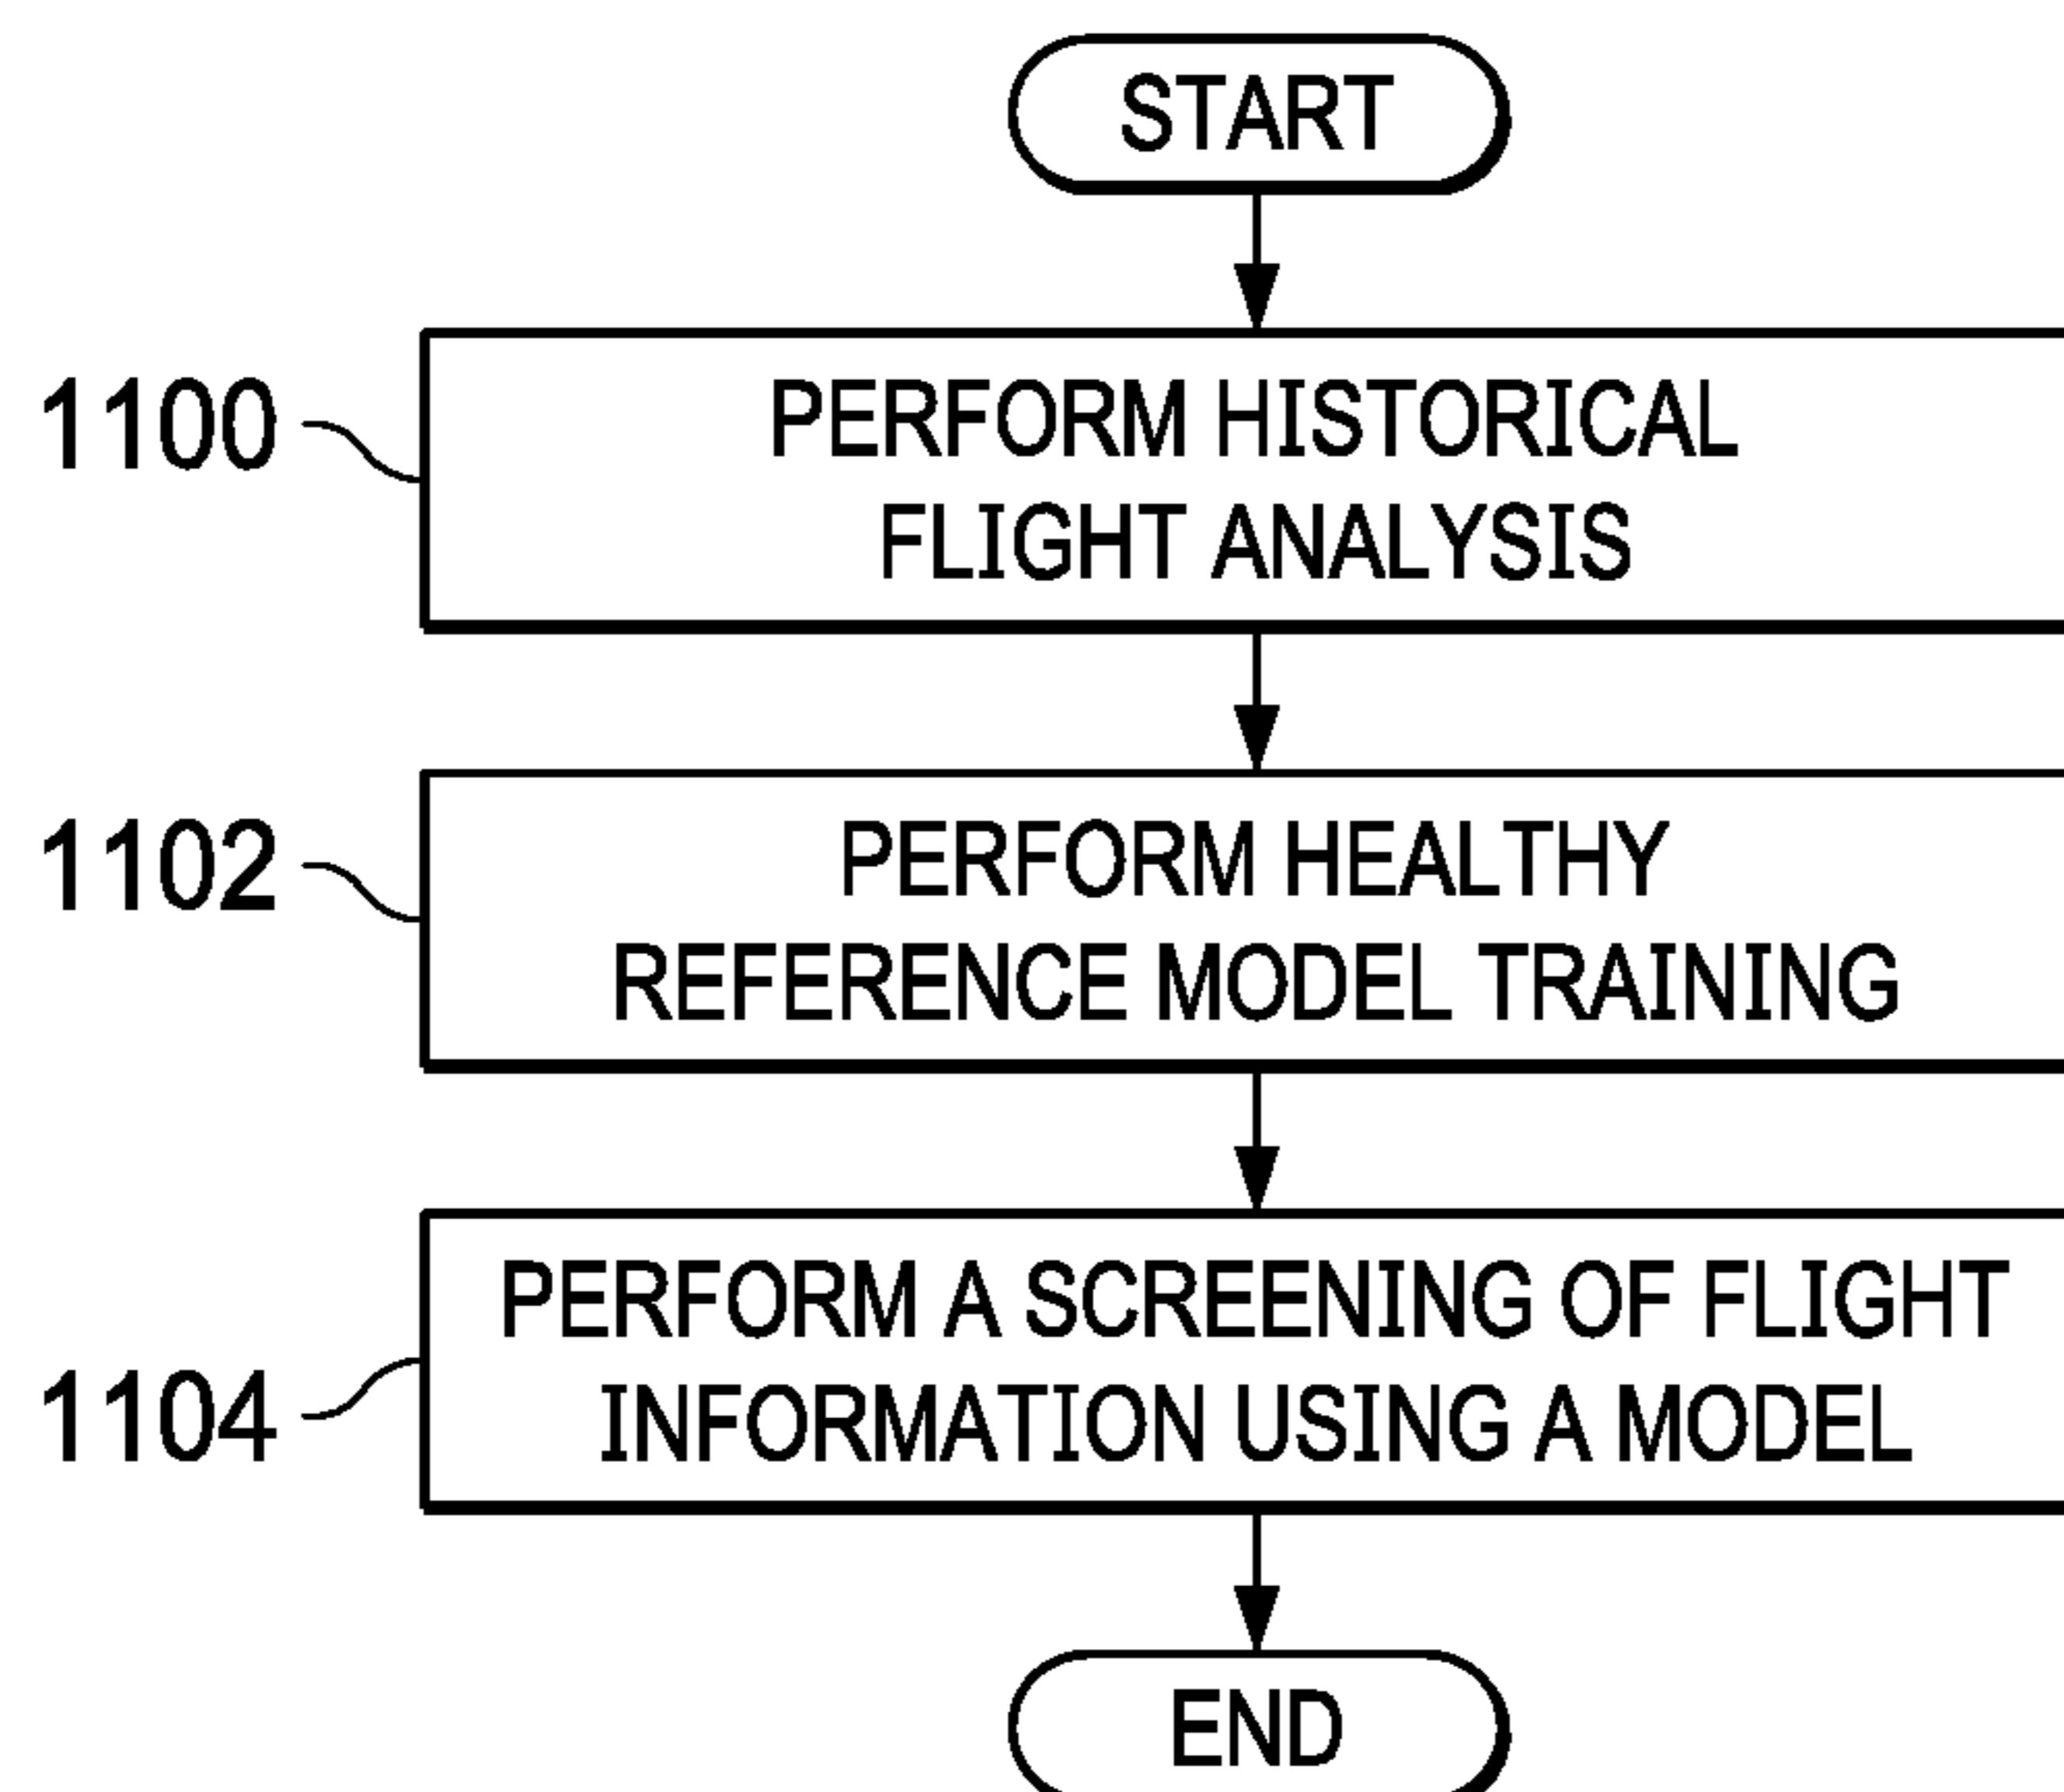 START
1100
PERFORM HISTORICAL
FLIGHT ANALYSIS
1102
PERFORM HEALTHY
REFERENCE MODEL TRAINING
1104
PERFORM A SCREENING OF FLIGHT
INFORMATION USING A MODEL
END